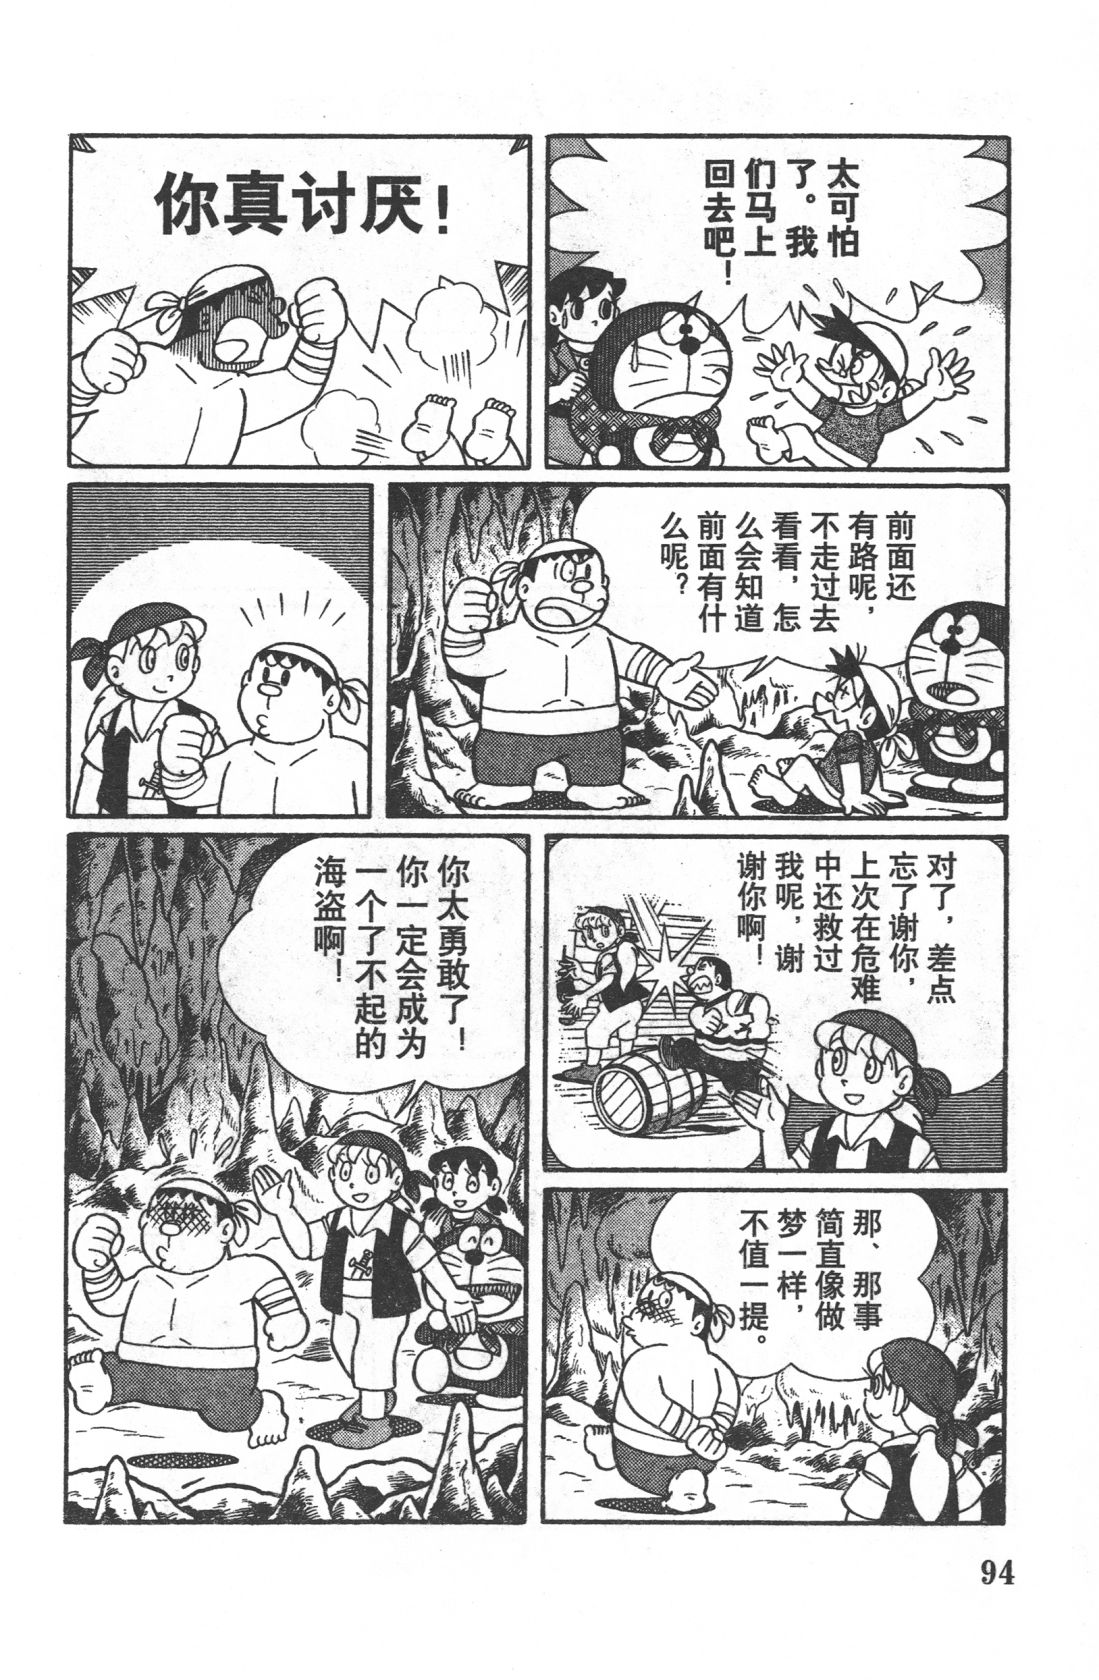 太可怕
了。我
们马上
回去吧！
你真讨厌！
前面还
有路呢，
不走过去
看看，怎
么会知道
前面有什
么呢？
对了，差点
忘了谢你，
上次在危难
中还救过
我呢，谢
谢你啊！
那、那事
简直像做
梦一样，
不值一提。
你太勇敢了！
你一定会成为
一个了不起的
海盗啊！
94